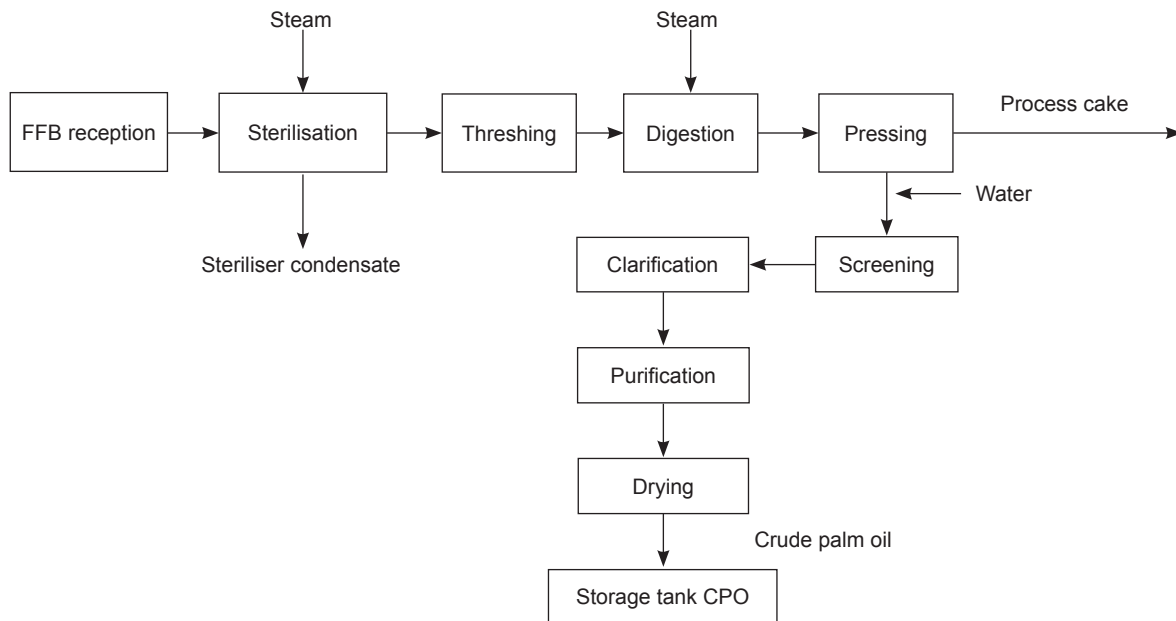 Steam
Steam
FFB reception
Sterilisation
Threshing
Digestion
Pressing
Process cake
Water
Steriliser condensate
Clarification
Screening
Purification
Drying
Crude palm oil
Storage tank CPO